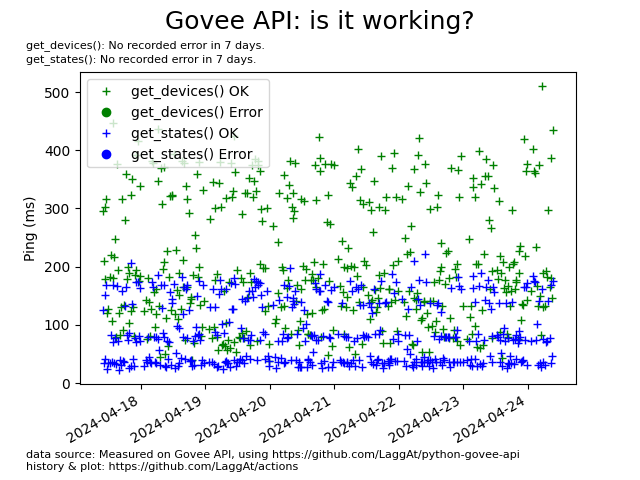 Govee API: is it working?
get_devices(): No recorded error in 7 days.
get_states(): No recorded error in 7 days.
500
400
300
200
100
0
Ping (ms)
get_devices() OK
get_devices() Error
get_states() OK
get_states() Error
2024-04-18
2024-04-19
2024-04-20
2024-04-21
2024-04-22
2024-04-23
2024-04-24
data source: Measured on Govee API, using https://github.com/LaggAt/python-govee-api
history & plot: https://github.com/LaggAt/actions